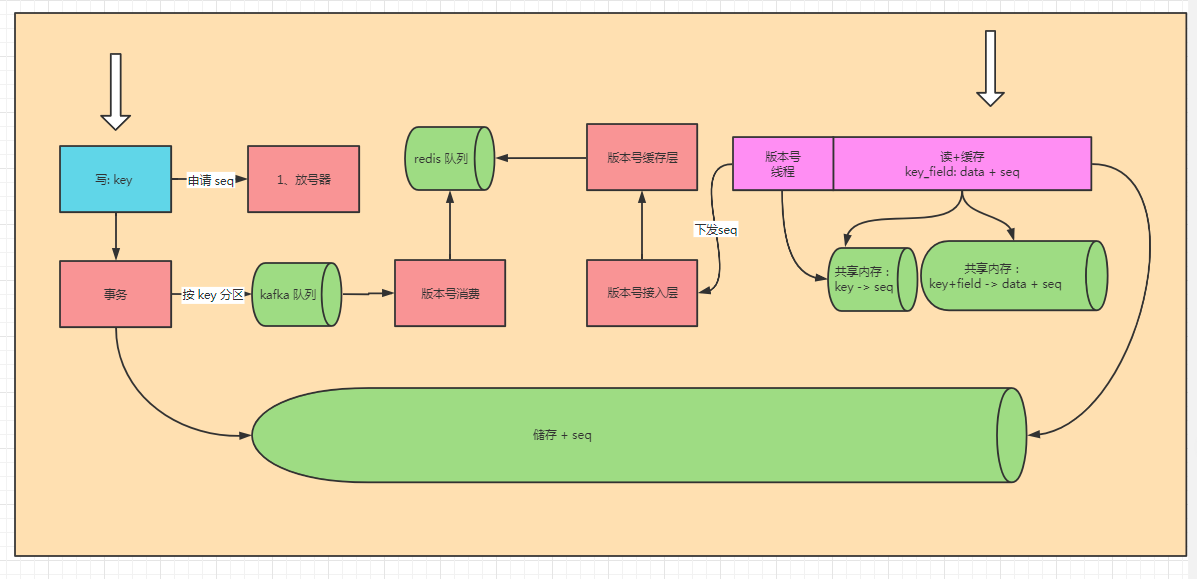 写: key
申请 seq
1、放号器
redis 队列
版本号缓存层
版本号
线程
读+缓存
key_field: data + seq
下发seq
事务
按 key 分区
kafka 队列
版本号消费
版本号接入层
共享内存：
key -> seq
共享内存：
key+field -> data + seq
储存 + seq